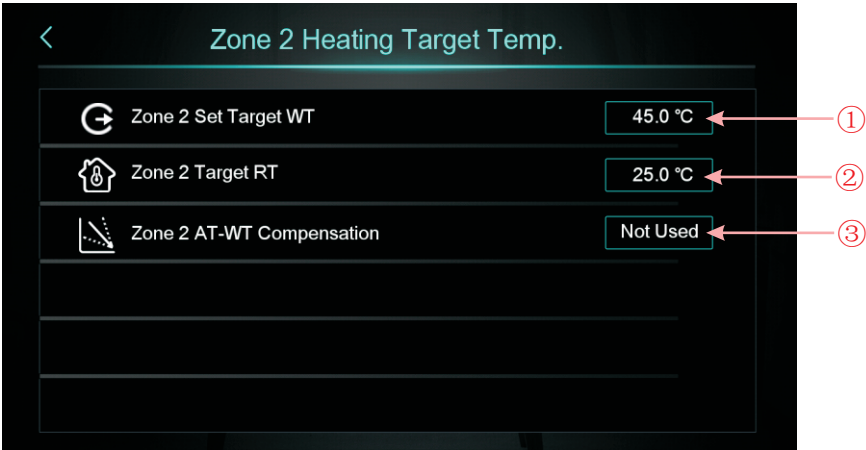 Zone 2 Heating Target Temp.
Zone 2 Set Target WT 45.0 ℃ ①
Zone 2 Target RT 25.0 ℃ ②
Zone 2 AT-WT Compensation Not Used ③